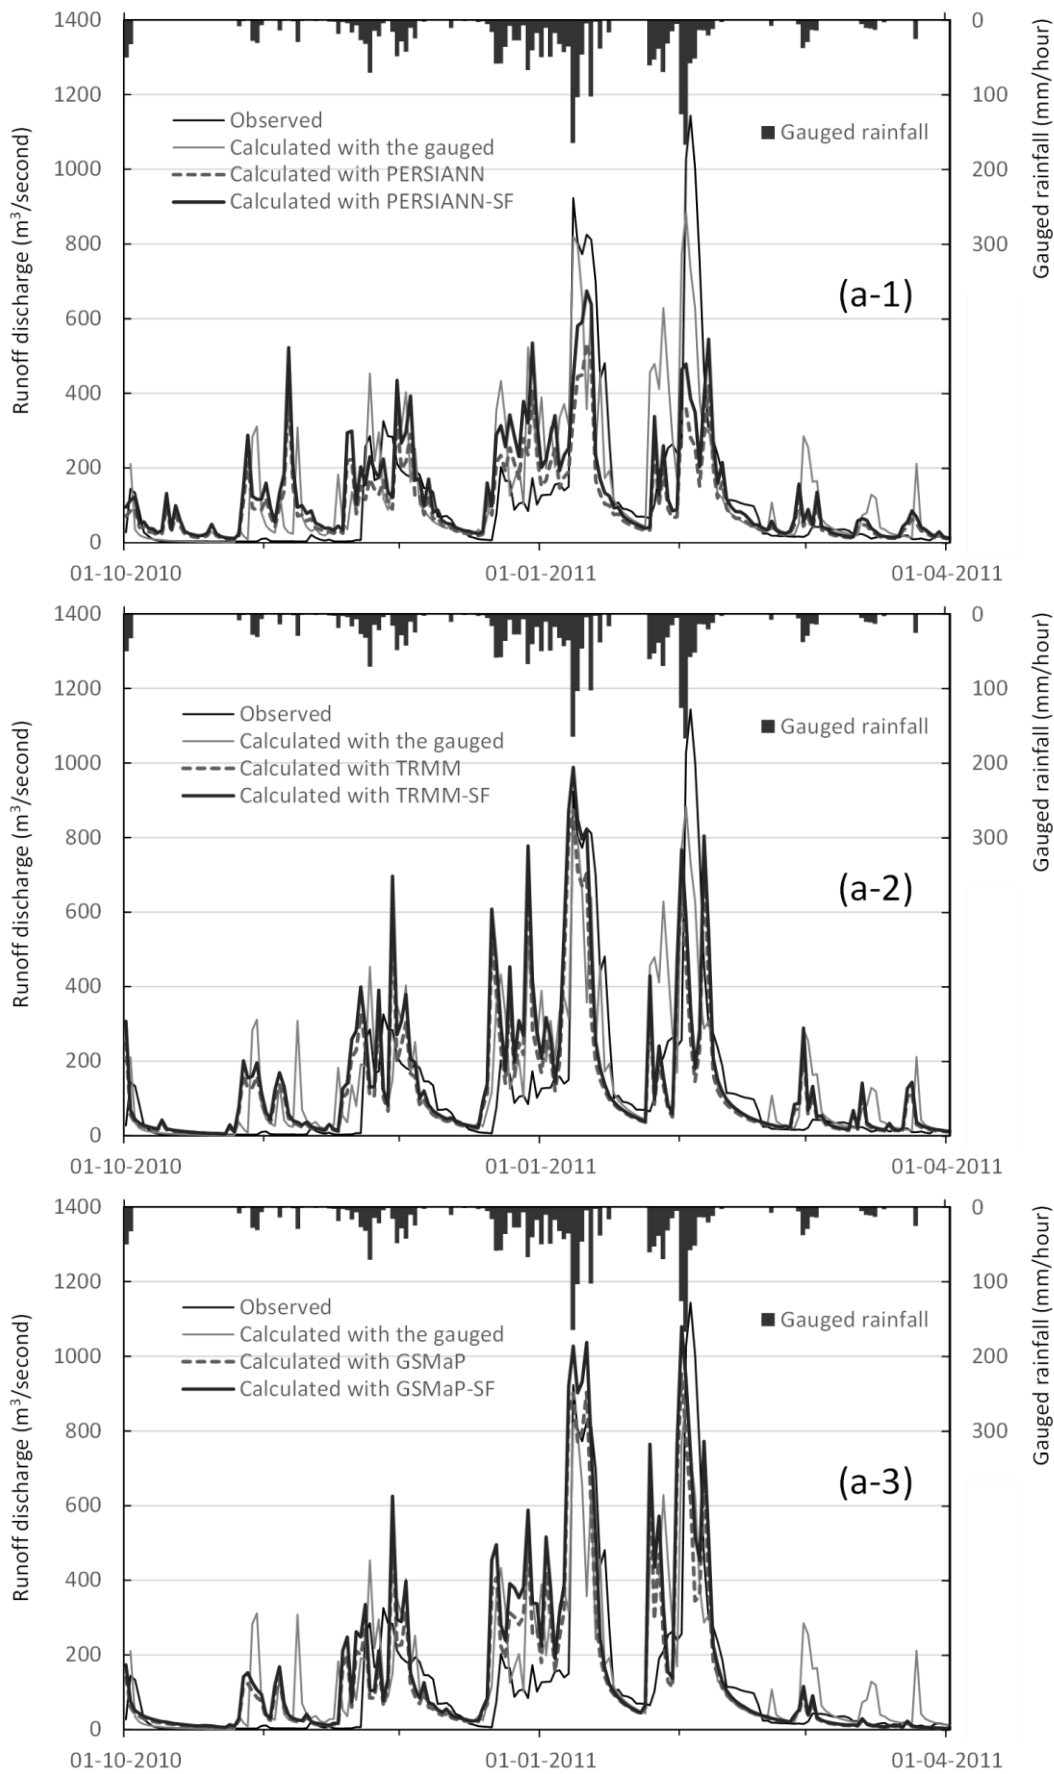 1400
1200
1000
800
600
400
200
0
Runoff discharge (m³/second)
0
100
200
300
Gauged rainfall (mm/hour)
Observed
Calculated with the gauged
Calculated with PERSIANN
Calculated with PERSIANN-SF
Gauged rainfall
(a-1)
01-10-2010
01-01-2011
01-04-2011
1400
1200
1000
800
600
400
200
0
Runoff discharge (m³/second)
0
100
200
300
Gauged rainfall (mm/hour)
Observed
Calculated with the gauged
Calculated with TRMM
Calculated with TRMM-SF
Gauged rainfall
(a-2)
01-10-2010
01-01-2011
01-04-2011
1400
1200
1000
800
600
400
200
0
Runoff discharge (m³/second)
0
100
200
300
Gauged rainfall (mm/hour)
Observed
Calculated with the gauged
Calculated with GSMaP
Calculated with GSMaP-SF
Gauged rainfall
(a-3)
01-10-2010
01-01-2011
01-04-2011